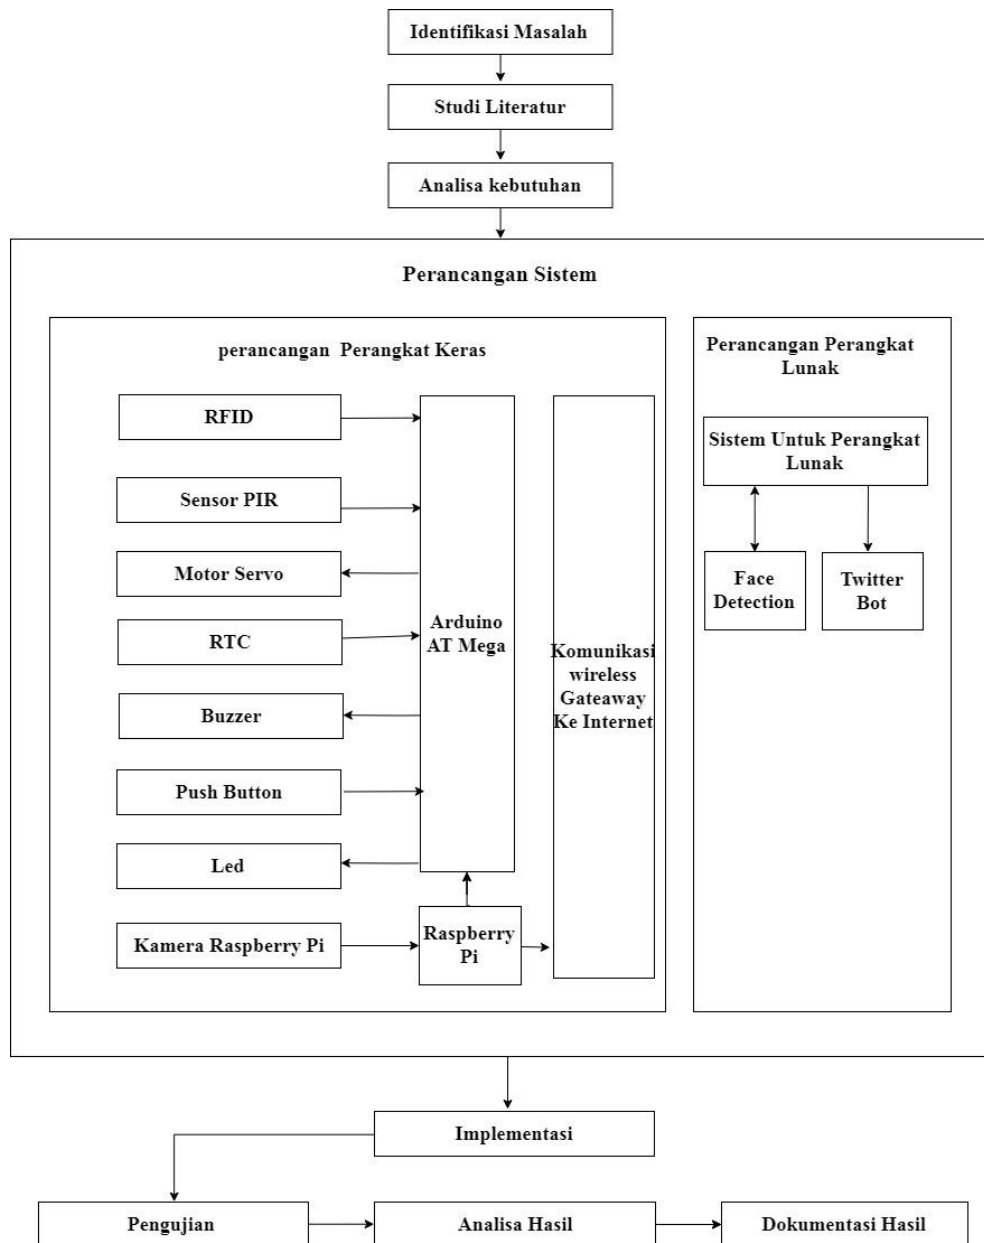 Identifikasi Masalah
Studi Literatur
Analisa kebutuhan
Perancangan Sistem
perancangan Perangkat Keras
RFID
Sensor PIR
Motor Servo
RTC
Buzzer
Push Button
Led
Kamera Raspberry Pi
Arduino
AT Mega
Raspberry
Pi
Komunikasi
wireless
Gateaway
Ke Internet
Perancangan Perangkat
Lunak
Sistem Untuk Perangkat
Lunak
Face
Detection
Twitter
Bot
Implementasi
Pengujian
Analisa Hasil
Dokumentasi Hasil